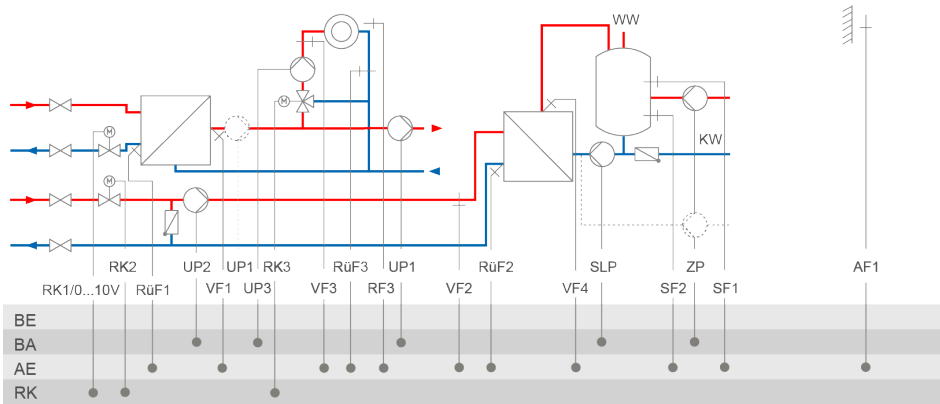 WW
M
M
KW
M
RK2 UP2 UP1 RK3 RüF3 UP1 RüF2 SLP ZP AF1
RK1/0...10V RüF1 VF1 UP3 VF3 RF3 VF2 VF4 SF2 SF1
BE
BA
AE
RK